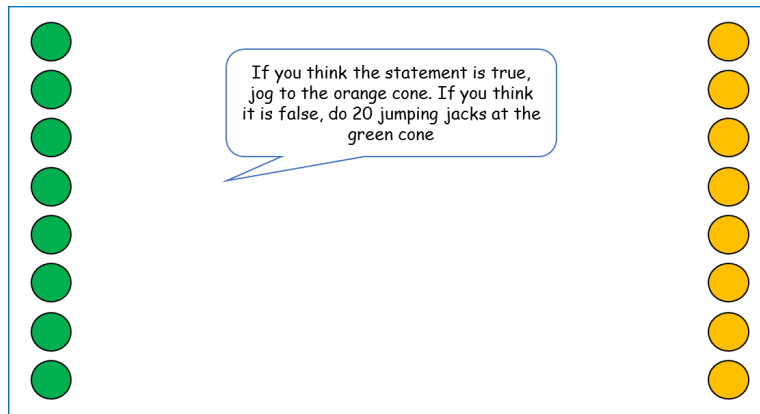 If you think the statement is true,
jog to the orange cone. If you think
it is false, do 20 jumping jacks at the
green cone